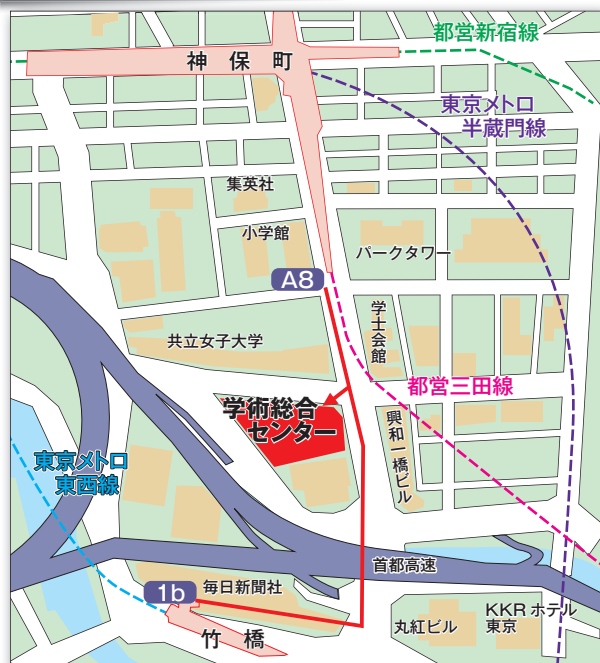 都営新宿線
神保町
東京メトロ
半蔵門線
集英社
小学館
パークタワー
A8
学士会館
共立女子大学
都営三田線
学術総合
センター
興和一橋ビル
東京メトロ
東西線
首都高速
1b
毎日新聞社
丸紅ビル
KKRホテル
東京
竹橋